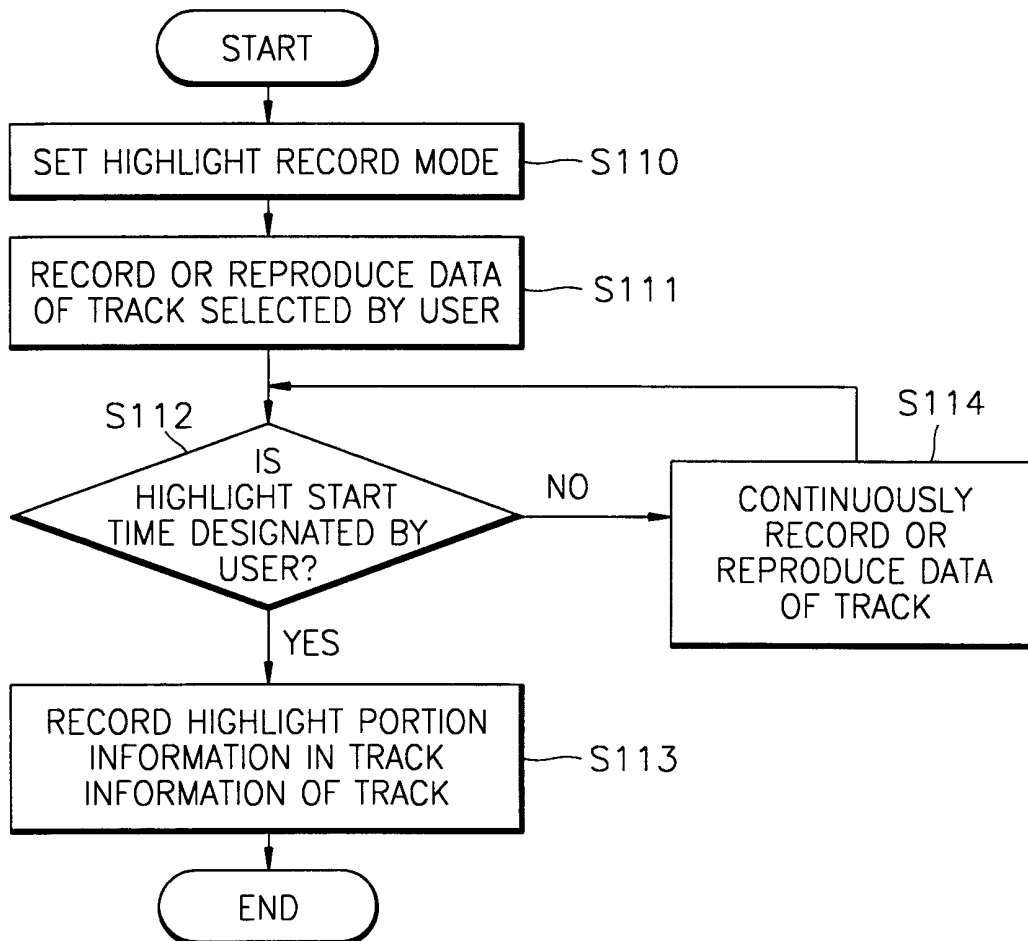 START
SET HIGHLIGHT RECORD MODE
S110
RECORD OR REPRODUCE DATA
OF TRACK SELECTED BY USER
S111
S112
IS
HIGHLIGHT START
TIME DESIGNATED BY
USER?
NO
S114
CONTINUOUSLY
RECORD OR
REPRODUCE DATA
OF TRACK
YES
RECORD HIGHLIGHT PORTION
INFORMATION IN TRACK
INFORMATION OF TRACK
S113
END